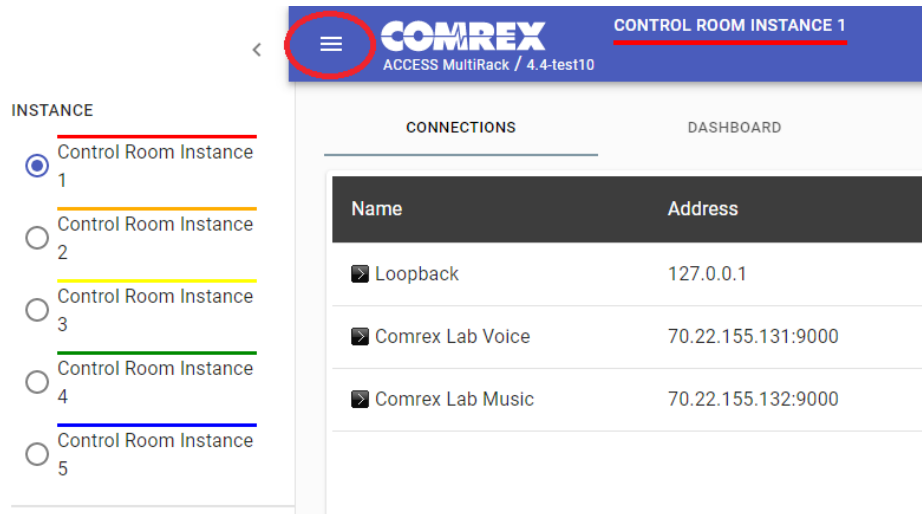 COMREX
ACCESS MultiRack / 4.4-test10
CONTROL ROOM INSTANCE 1
INSTANCE
Control Room Instance
1
Control Room Instance
2
Control Room Instance
3
Control Room Instance
4
Control Room Instance
5
CONNECTIONS
DASHBOARD
Name
Address
Loopback
127.0.0.1
Comrex Lab Voice
70.22.155.131:9000
Comrex Lab Music
70.22.155.132:9000